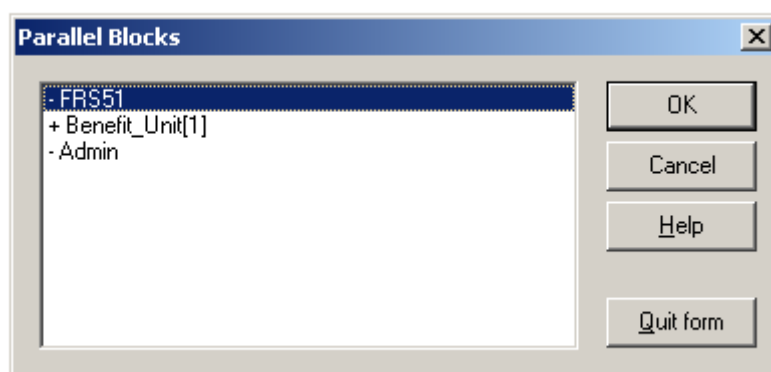 Parallel Blocks
- FRS51
+ Benefit_Unit[1]
- Admin
OK
Cancel
Help
Quit form